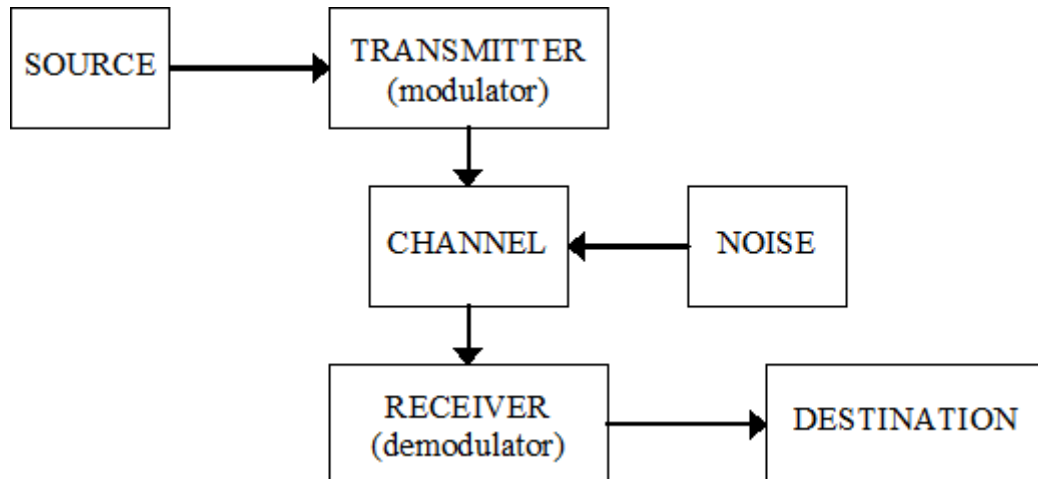 SOURCE
TRANSMITTER
(modulator)
CHANNEL
NOISE
RECEIVER
(demodulator)
DESTINATION